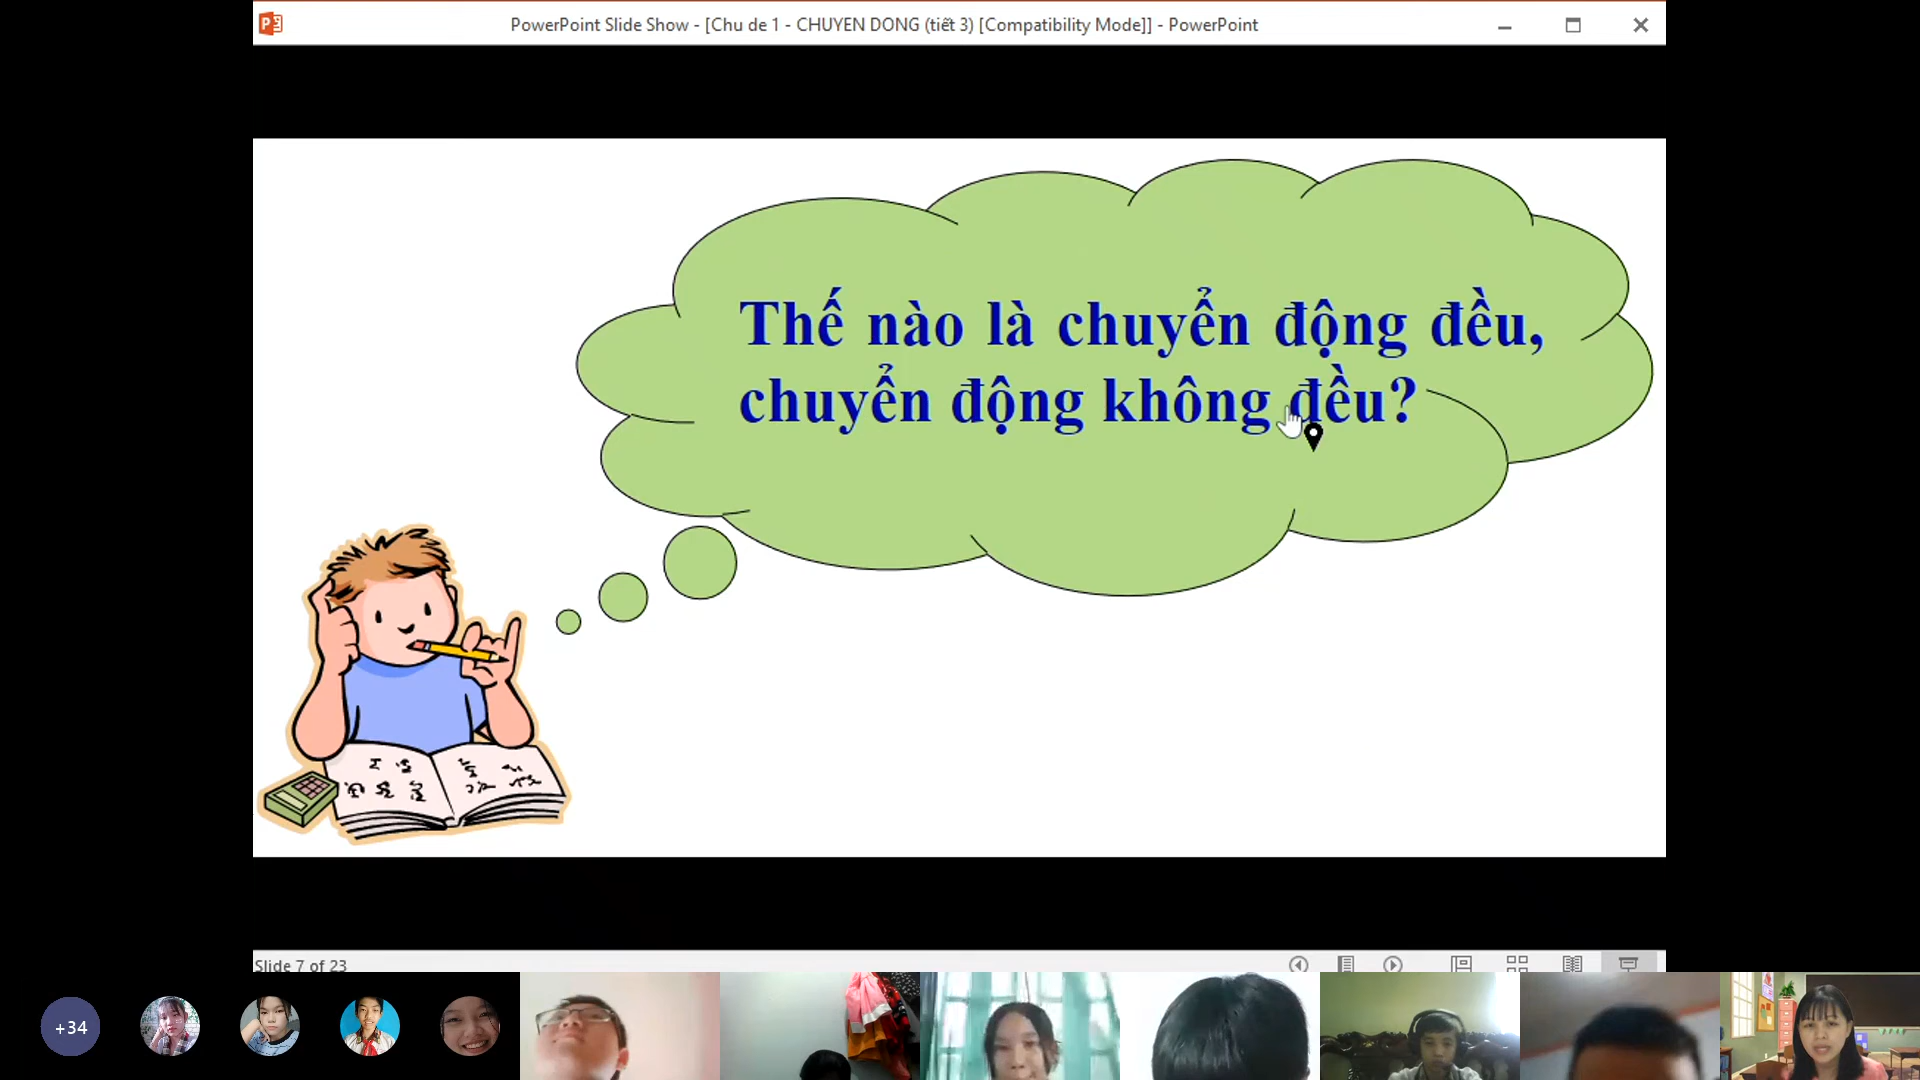 PowerPoint Slide Show - [Chu de 1 - CHUYEN DONG (tiết 3) [Compatibility Mode]] - PowerPoint
Thế nào là chuyển động đều,
chuyển động không đều?
Slide 7 of 23
+34